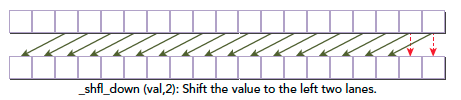 _shfl_down (val,2): Shift the value to the left two lanes.